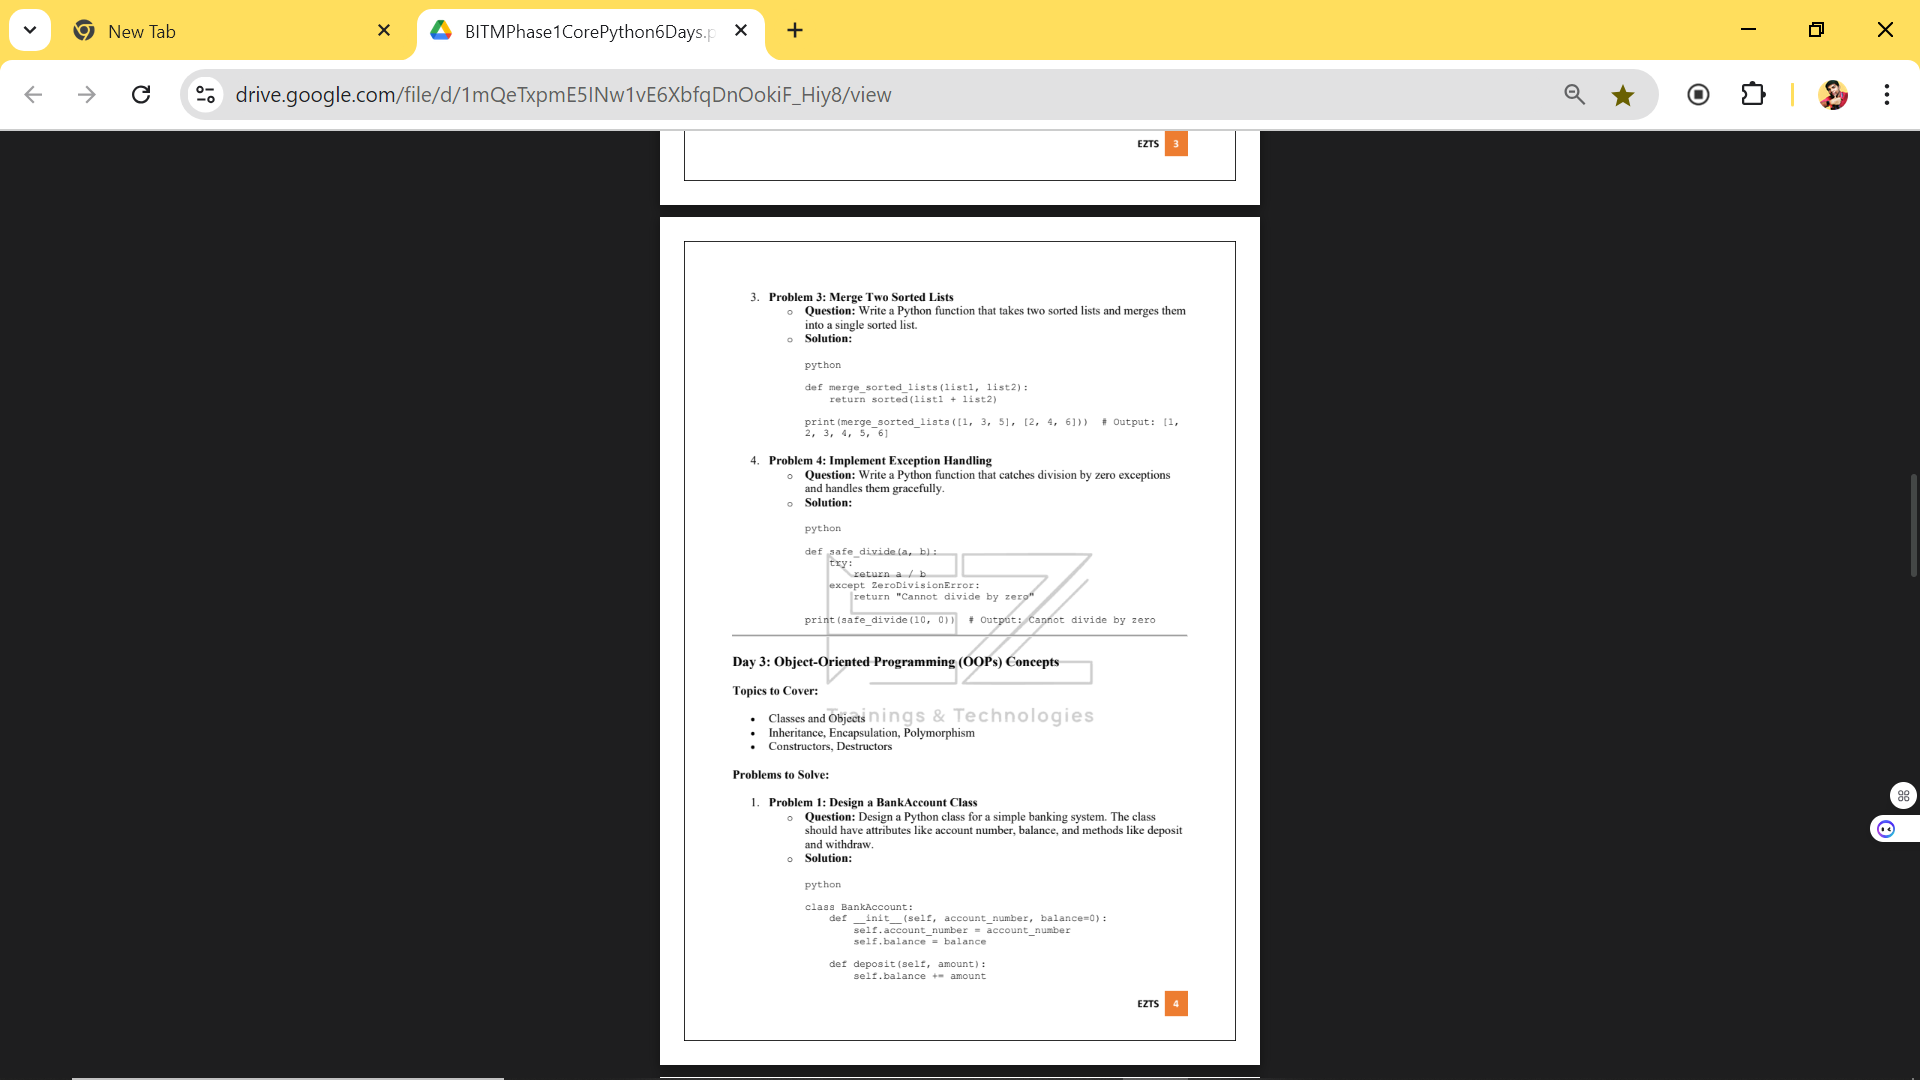 New Tab
BITMPhase1CorePython6Days.p
drive.google.com/file/d/1mQeTxpmE5INw1vE6XbfqDnOokiF_Hiy8/view
EZTS 3
3. Problem 3: Merge Two Sorted Lists
o Question: Write a Python function that takes two sorted lists and merges them
into a single sorted list.
o Solution:
python
def merge_sorted_lists(list1, list2):
    return sorted(list1 + list2)
print(merge_sorted_lists([1, 3, 5], [2, 4, 6]))  # Output: [1,
2, 3, 4, 5, 6]
4. Problem 4: Implement Exception Handling
o Question: Write a Python function that catches division by zero exceptions
and handles them gracefully.
o Solution:
python
def safe_divide(a, b):
    try:
        return a / b
    except ZeroDivisionError:
        return "Cannot divide by zero"
print(safe_divide(10, 0))  # Output: Cannot divide by zero
Day 3: Object-Oriented Programming (OOPs) Concepts
Topics to Cover:
EZ
Trainings & Technologies
• Classes and Objects
• Inheritance, Encapsulation, Polymorphism
• Constructors, Destructors
Problems to Solve:
1. Problem 1: Design a BankAccount Class
o Question: Design a Python class for a simple banking system. The class
should have attributes like account number, balance, and methods like deposit
and withdraw.
o Solution:
python
class BankAccount:
    def __init__(self, account_number, balance=0):
        self.account_number = account_number
        self.balance = balance
    def deposit(self, amount):
        self.balance += amount
EZTS 4